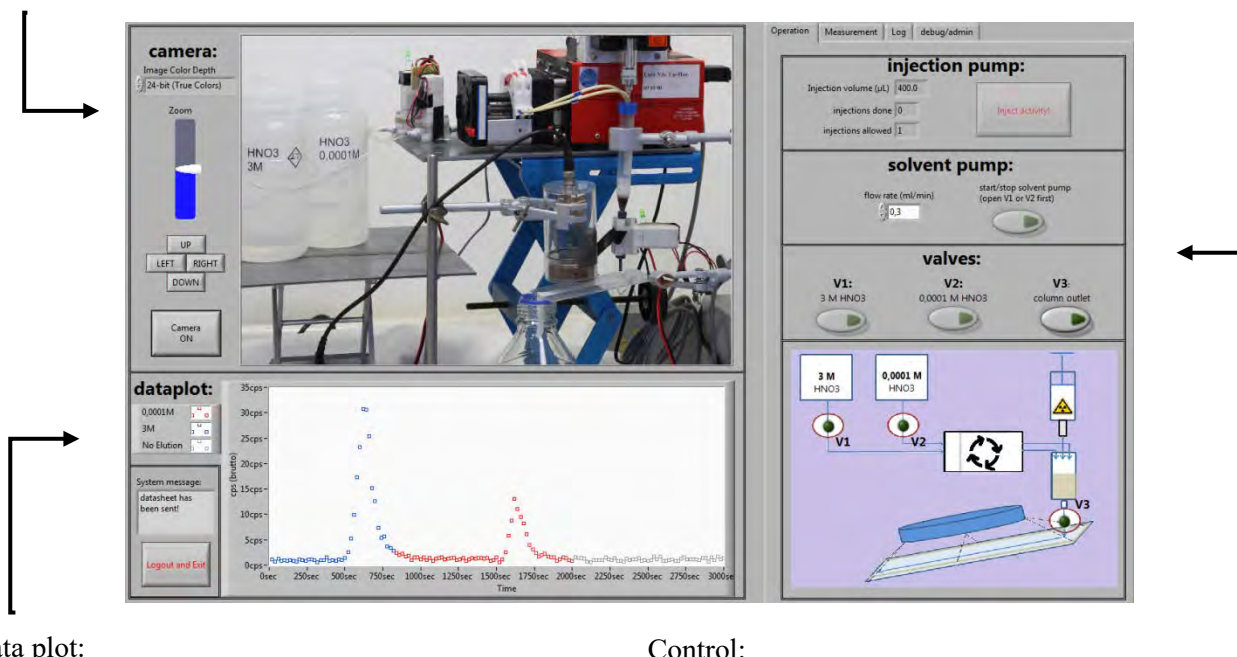 camera:
Image Color Depth
24-bit (True Colors)
Zoom
UP
LEFT RIGHT
DOWN
Camera
ON
HNO3
3M
HNO3
0,0001M
Operation Measurement Log debug/admin
injection pump:
Injection volume (µL) 400.0
injections done 0
injections allowed 1
Inject activity!
solvent pump:
flow rate (ml/min)
0,3
start/stop solvent pump
(open V1 or V2 first)
valves:
V1:
3 M HNO3
V2:
0,0001 M HNO3
V3:
column outlet
3 M
HNO3
0,0001 M
HNO3
V1
V2
V3
dataplot:
0,0001M
3M
No Elution
System message:
datasheet has
been sent!
Logout and Exit
cps (brutto)
35cps
30cps
25cps
20cps
15cps
10cps
5cps
0cps
0sec 250sec 500sec 750sec 1000sec 1250sec 1500sec 1750sec 2000sec 2250sec 2500sec 2750sec 3000se
Time
ata plot:
Control: